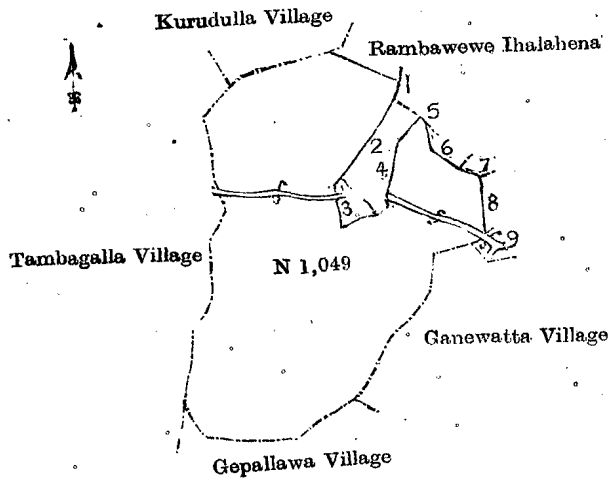 Kurudulla Village
Rambawewe Ihalahena
1
5
2
6
7
4
8
3
9
Tambagalla Village
N 1,049
Ganewatta Village
Gepallawa Village